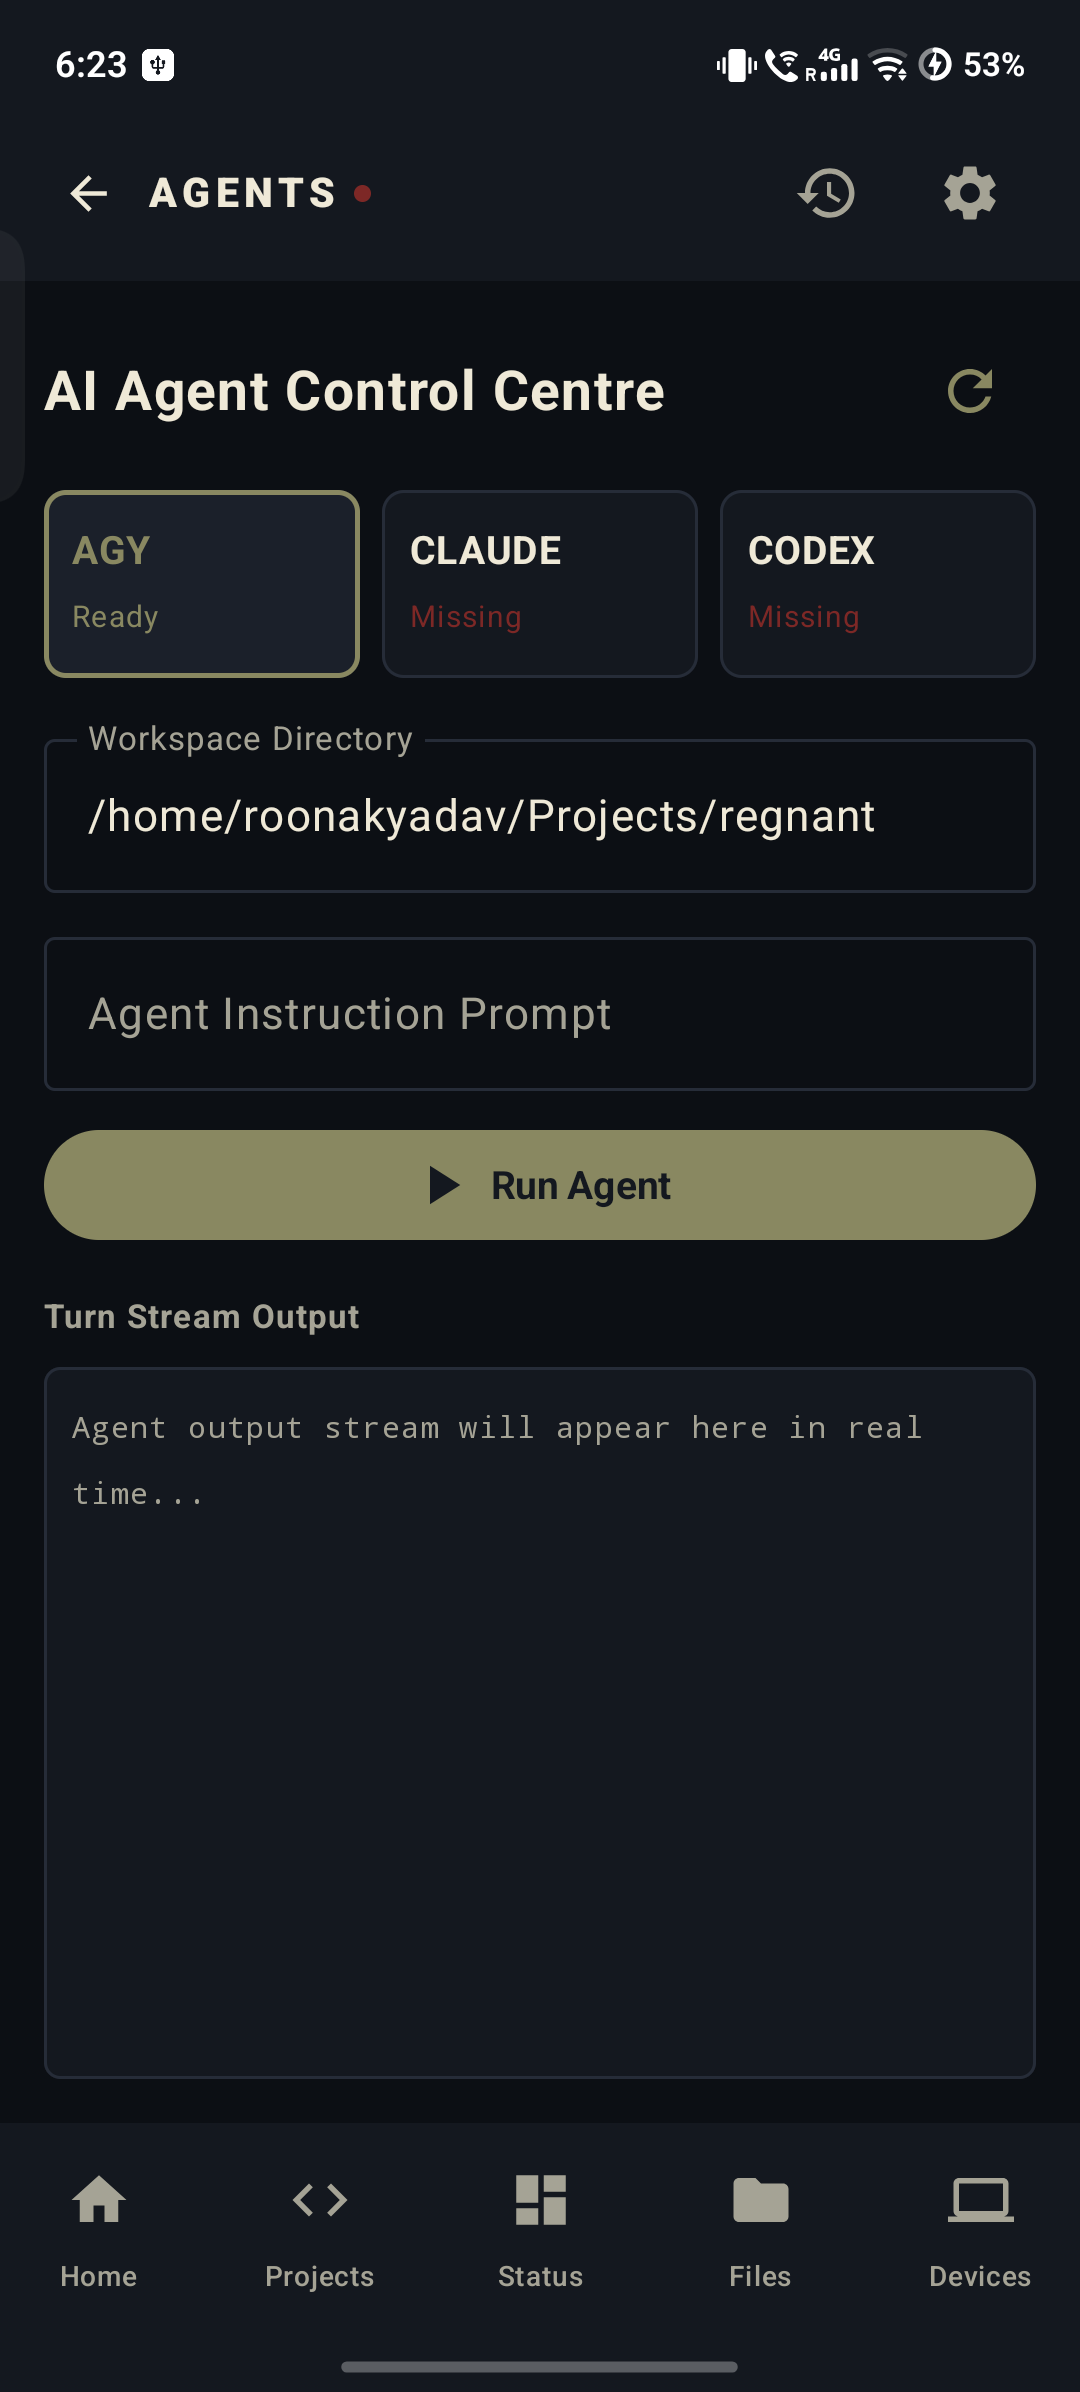 6:23
R 4G 53%
AGENTS
AI Agent Control Centre
AGY
Ready
CLAUDE
Missing
CODEX
Missing
Workspace Directory
/home/roonakyadav/Projects/regnant
Agent Instruction Prompt
Run Agent
Turn Stream Output
Agent output stream will appear here in real
time...
Home
Projects
Status
Files
Devices